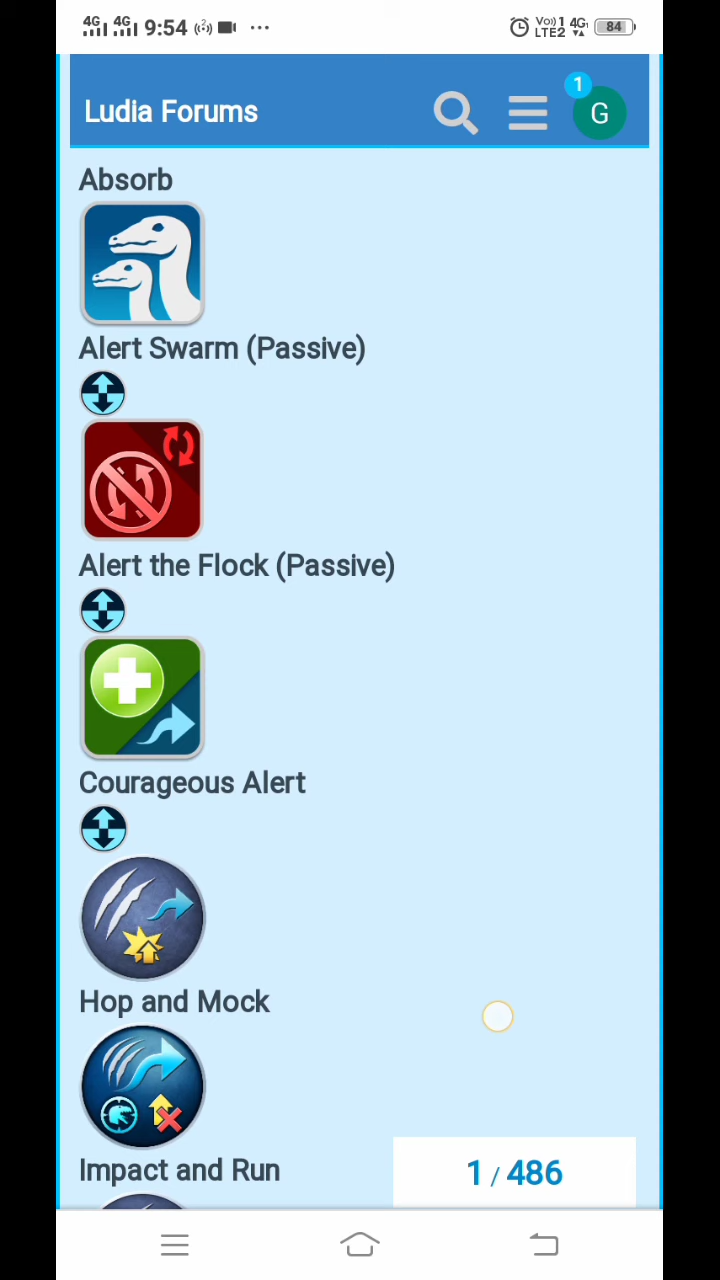 4G 4G 9:54 ... Vo)) 1 LTE2 4G 84
Ludia Forums
1
G
Absorb
Alert Swarm (Passive)
Alert the Flock (Passive)
Courageous Alert
Hop and Mock
Impact and Run
1 / 486